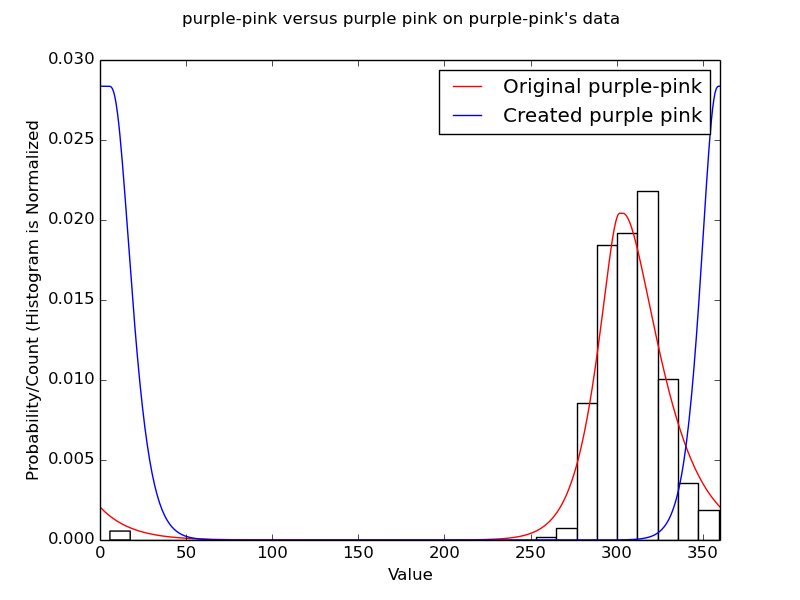 purple-pink versus purple pink on purple-pink's data
Original purple-pink
Created purple pink
0.030
0.025
0.020
0.015
0.010
0.005
0.000
Probability/Count (Histogram is Normalized
0 50 100 150 200 250 300 350
Value